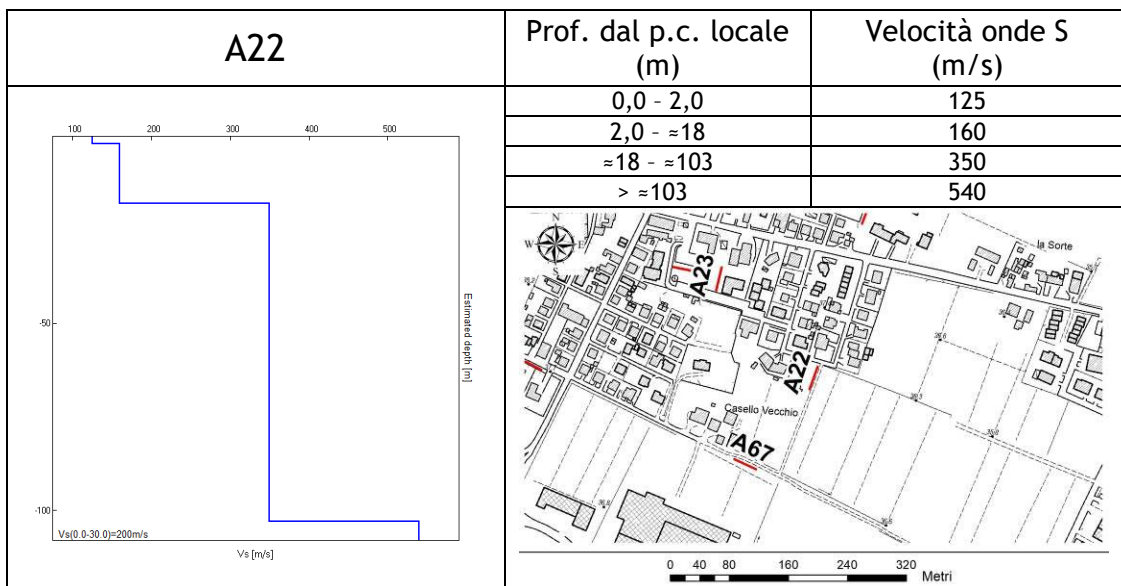 A22
Prof. dal p.c. locale
(m)
Velocità onde S
(m/s)
0,0 – 2,0 125
2,0 – ≈18 160
≈18 – ≈103 350
> ≈103 540
100 200 300 400 500
-50
-100
Estimated depth [m]
Vs(0.0-30.0)=200m/s
Vs [m/s]
N
W E
S
la Sorte
A23
A22
Casello Vecchio
A67
0 40 80 160 240 320
Metri